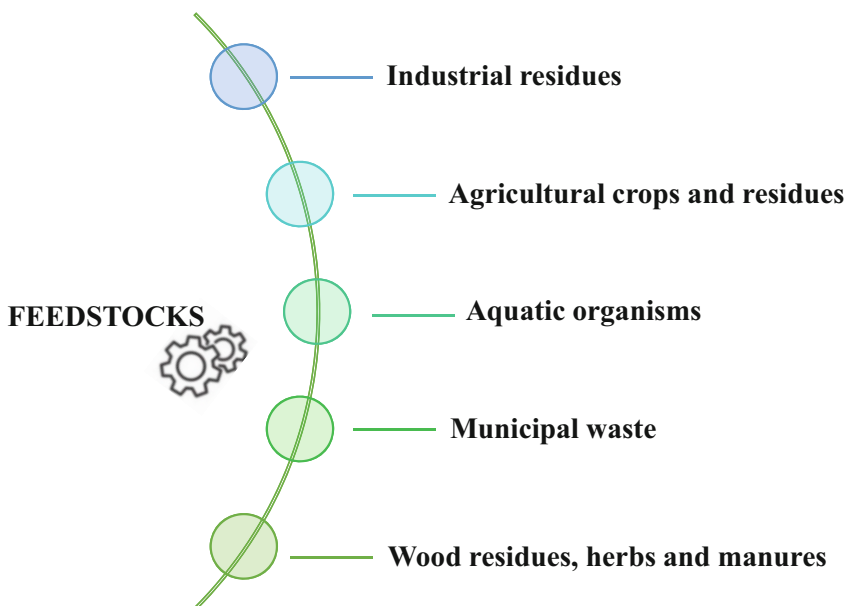 Industrial residues
Agricultural crops and residues
FEEDSTOCKS
Aquatic organisms
Municipal waste
Wood residues, herbs and manures